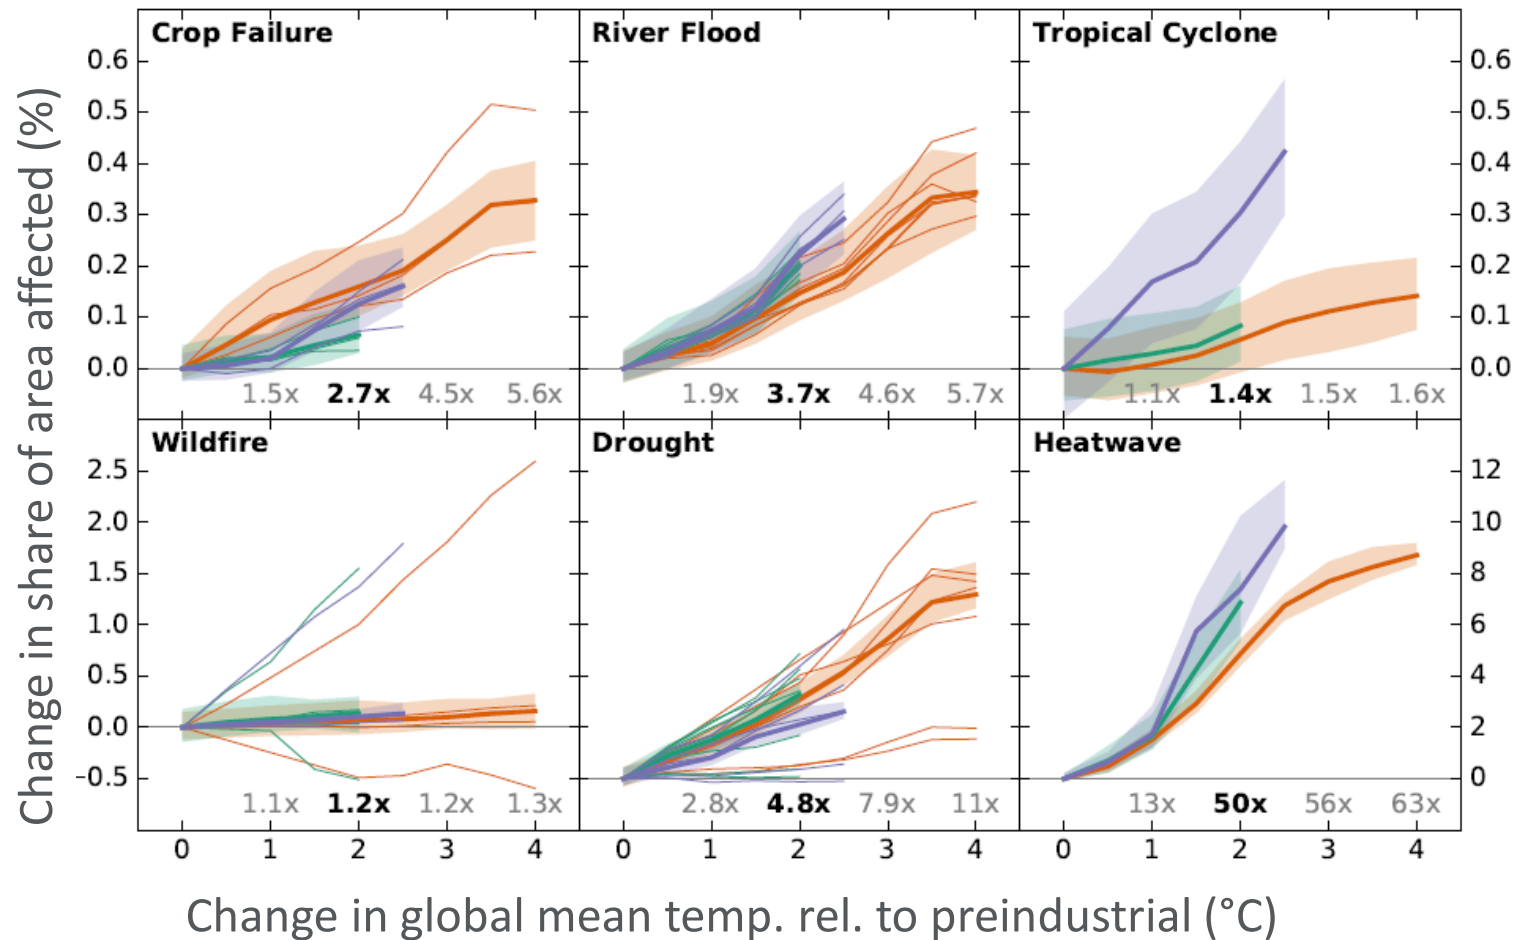 Change in share of area affected (%)
Crop Failure
River Flood
Tropical Cyclone
0.6
0.5
0.4
0.3
0.2
0.1
0.0
0.6
0.5
0.4
0.3
0.2
0.1
0.0
1.5x 2.7x 4.5x 5.6x
1.9x 3.7x 4.6x 5.7x
1.1x 1.4x 1.5x 1.6x
Wildfire
Drought
Heatwave
2.5
2.0
1.5
1.0
0.5
0.0
-0.5
12
10
8
6
4
2
0
1.1x 1.2x 1.2x 1.3x
2.8x 4.8x 7.9x 11x
13x 50x 56x 63x
0 1 2 3 4
0 1 2 3 4
0 1 2 3 4
Change in global mean temp. rel. to preindustrial (°C)